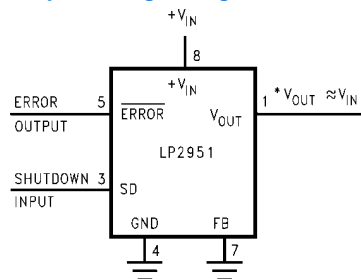 +VIN
8
+VIN
ERROR 5 ERROR
OUTPUT
VOUT 1 *VOUT ≈VIN
LP2951
SHUTDOWN 3 SD
INPUT
GND FB
4 7